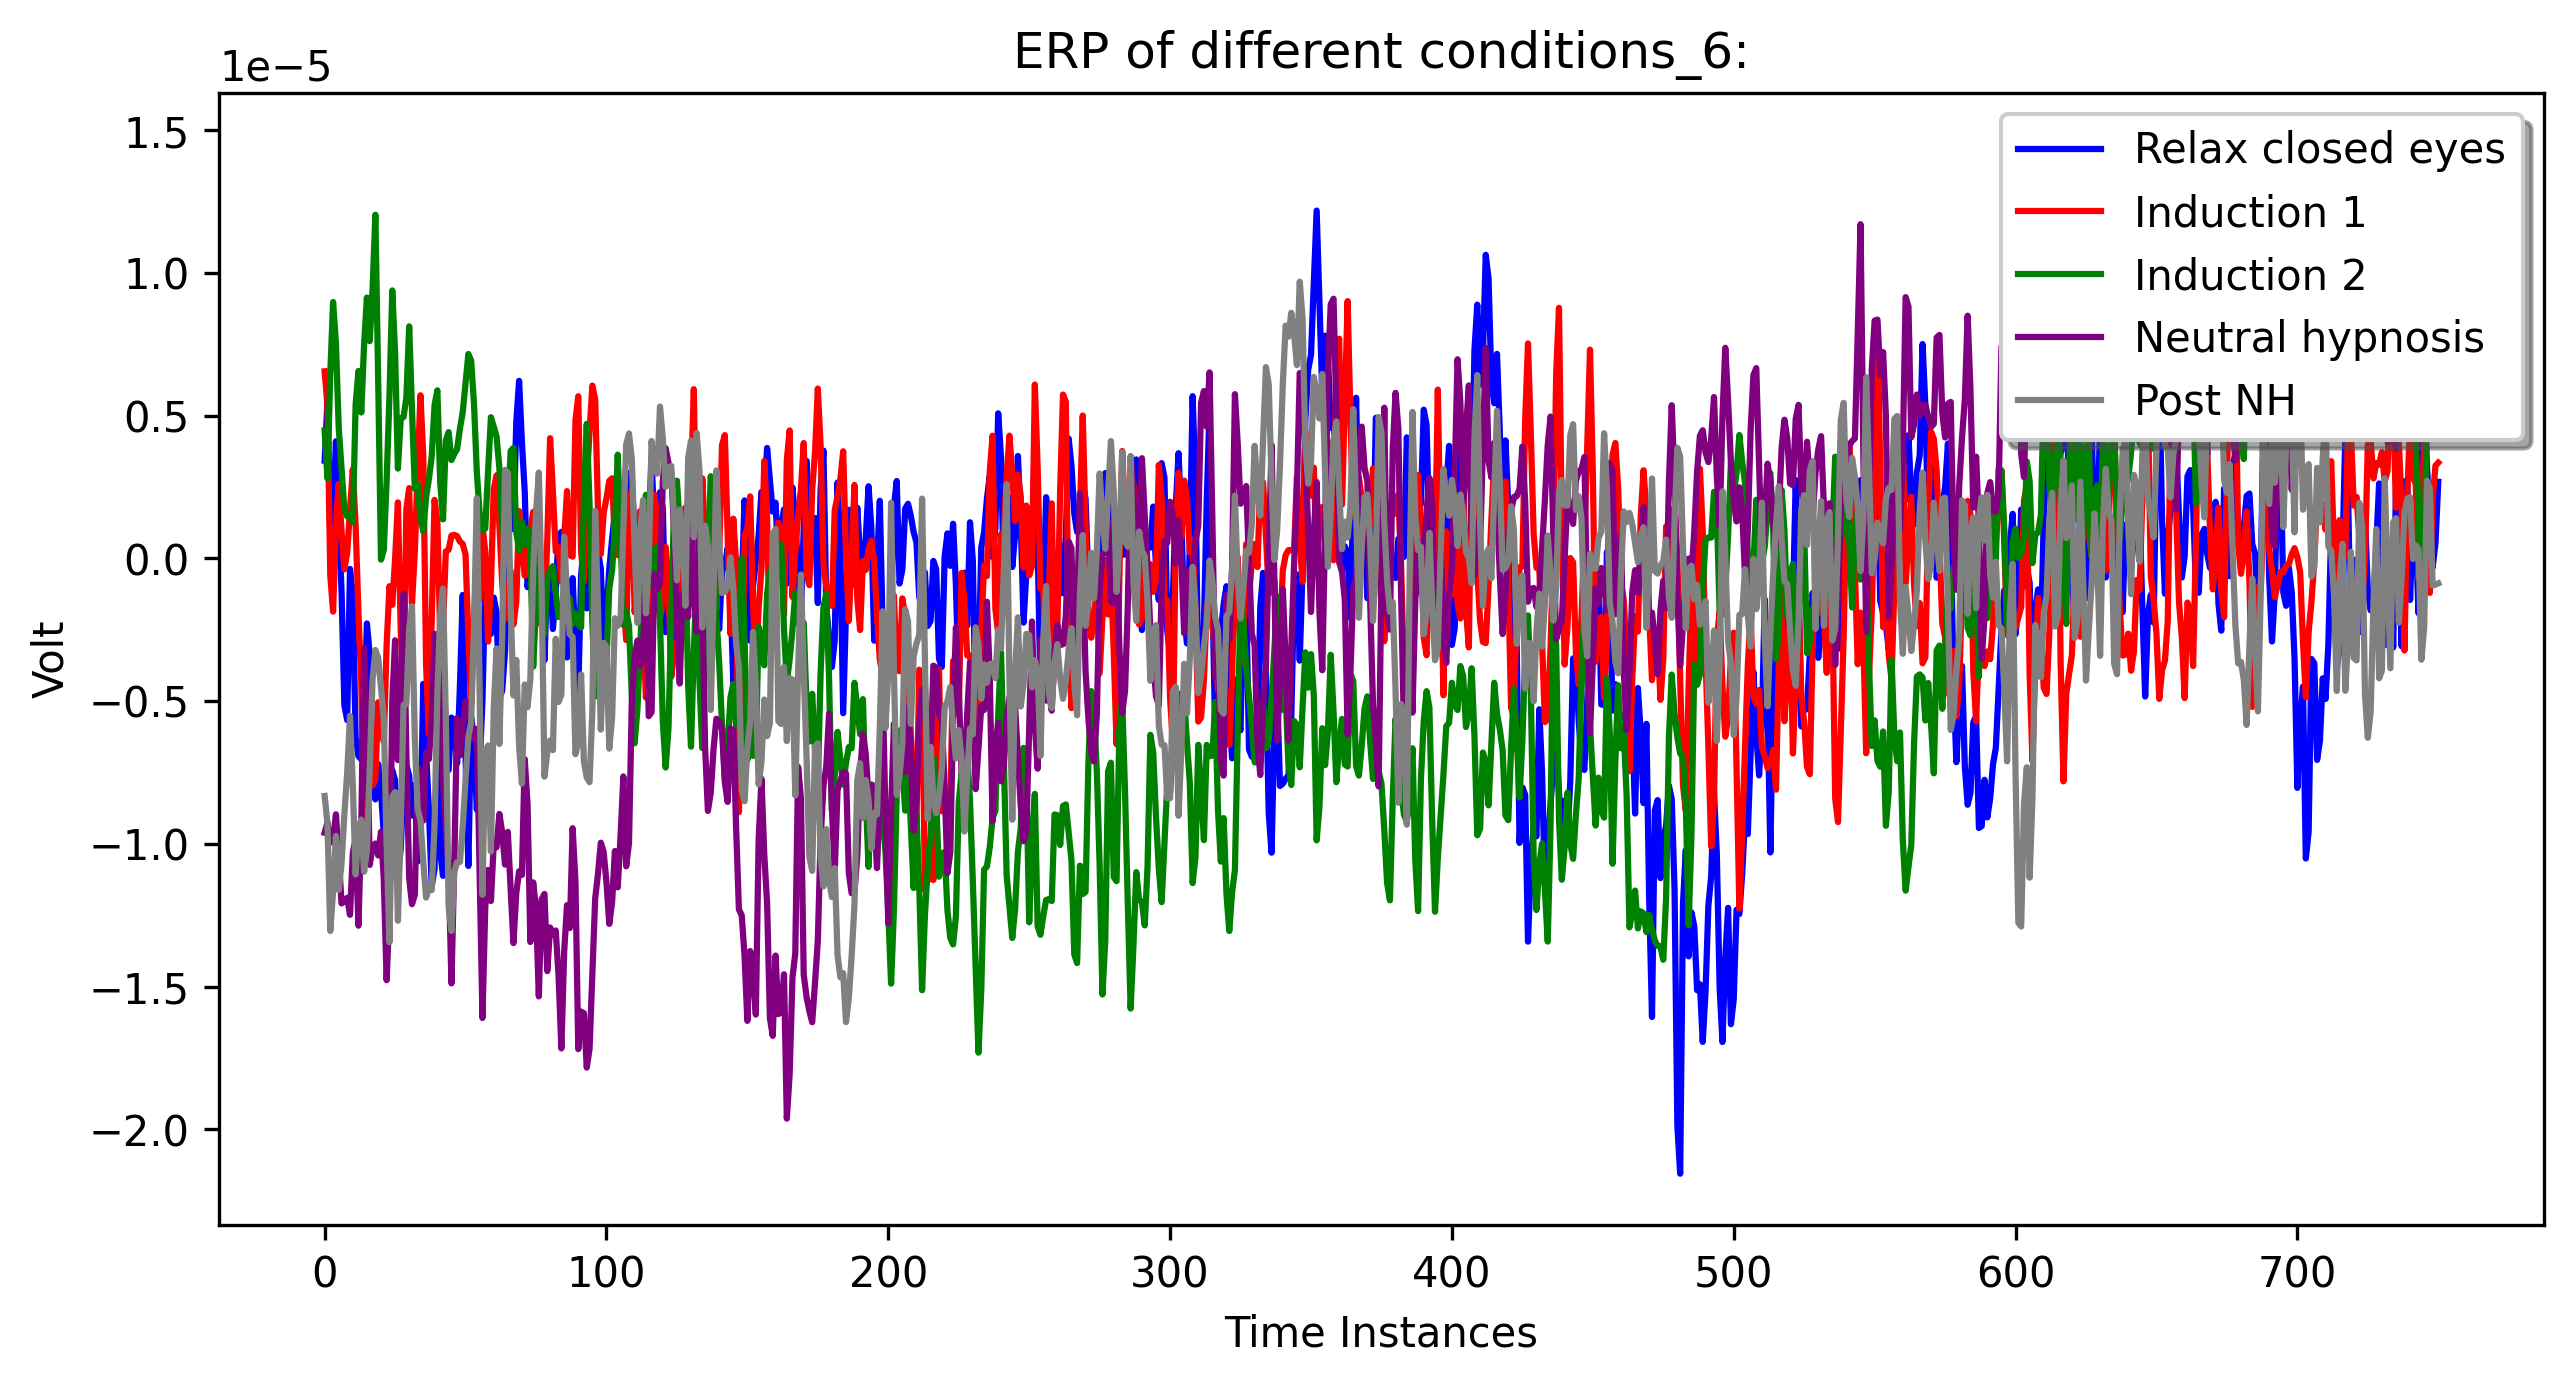 ERP of different conditions_6:
1e−5
1.5
1.0
0.5
0.0
−0.5
−1.0
−1.5
−2.0
Volt
Relax closed eyes
Induction 1
Induction 2
Neutral hypnosis
Post NH
0 100 200 300 400 500 600 700
Time Instances